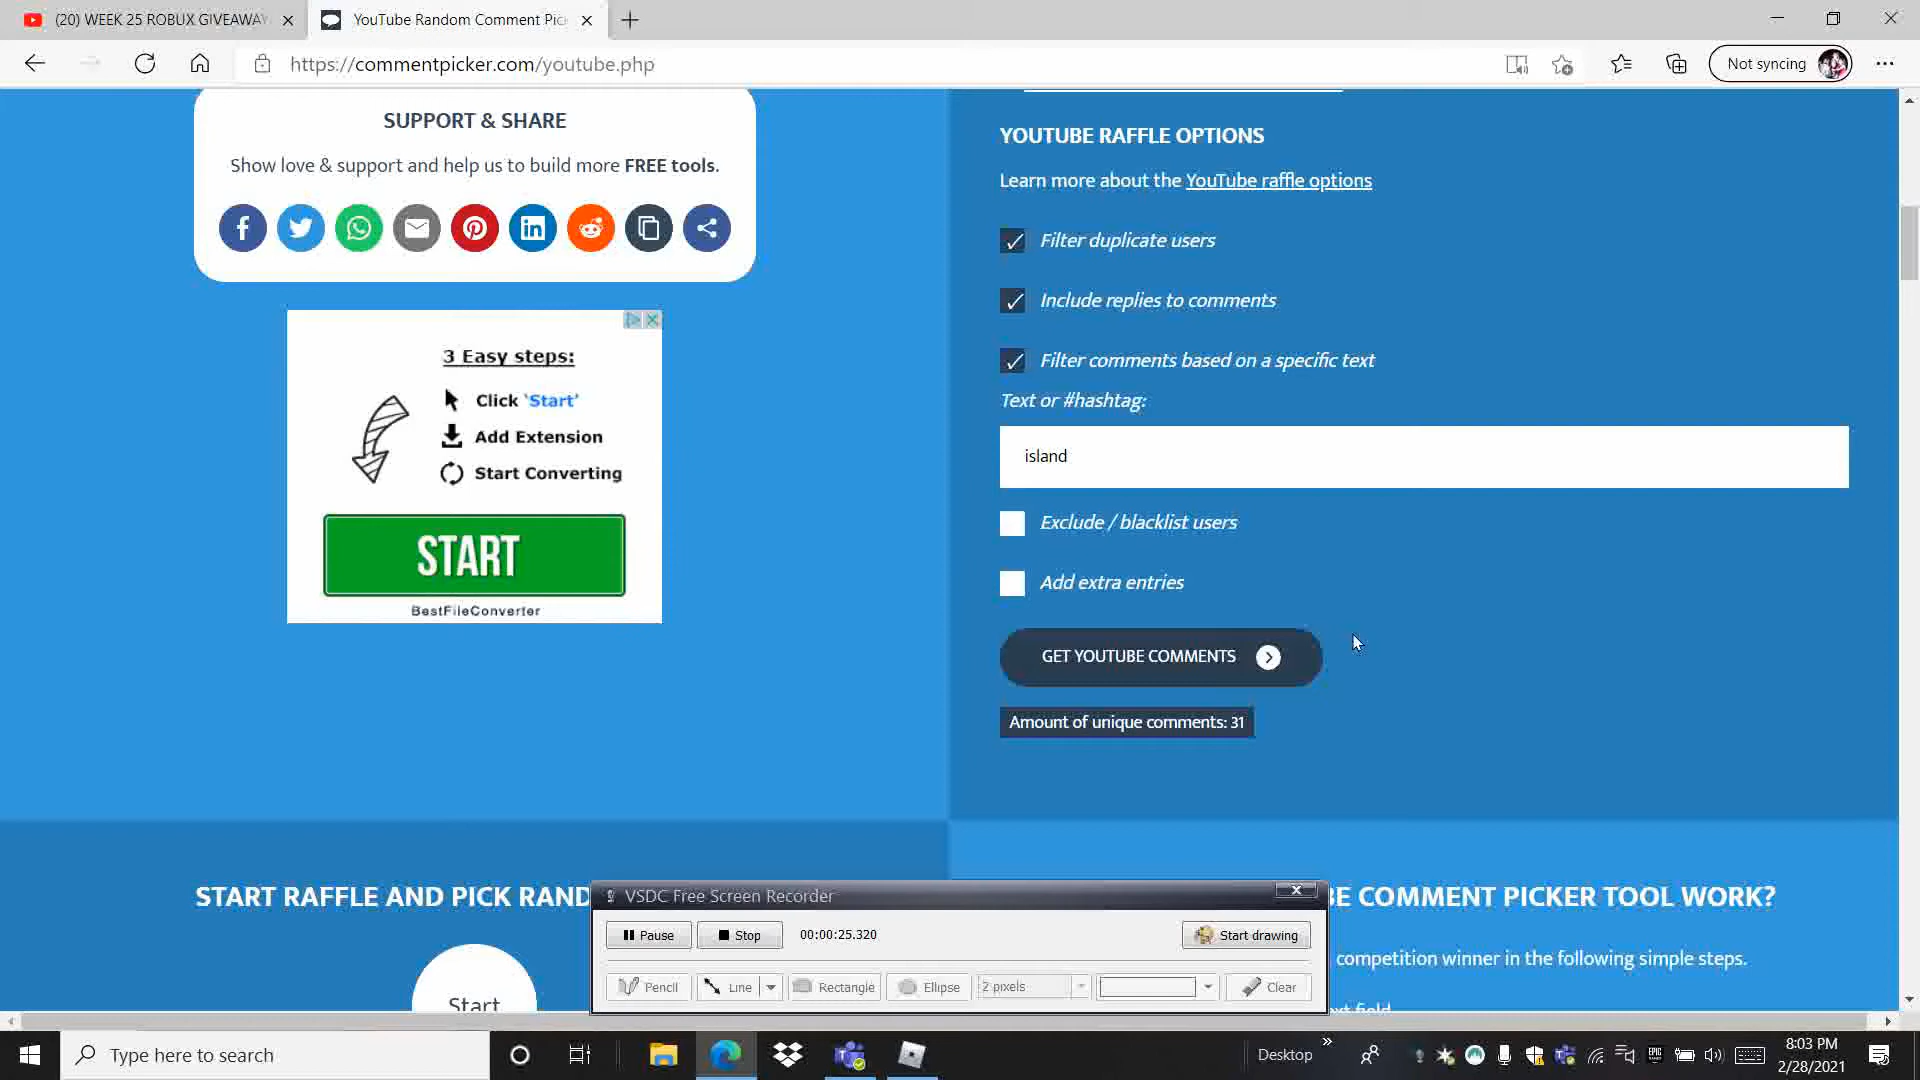 (20) WEEK 25 ROBUX GIVEAWAY
YouTube Random Comment Pic
https://commentpicker.com/youtube.php
Not syncing
SUPPORT & SHARE
Show love & support and help us to build more FREE tools.
3 Easy steps:
Click 'Start'
Add Extension
Start Converting
START
BestFileConverter
YOUTUBE RAFFLE OPTIONS
Learn more about the YouTube raffle options
Filter duplicate users
Include replies to comments
Filter comments based on a specific text
Text or #hashtag:
island
Exclude / blacklist users
Add extra entries
GET YOUTUBE COMMENTS
Amount of unique comments: 31
START RAFFLE AND PICK RAND
Start
BE COMMENT PICKER TOOL WORK?
competition winner in the following simple steps.
VSDC Free Screen Recorder
Pause
Stop
00:00:25.320
Start drawing
Pencil
Line
Rectangle
Ellipse
2 pixels
Clear
Type here to search
Desktop
EPIC
8:03 PM
2/28/2021